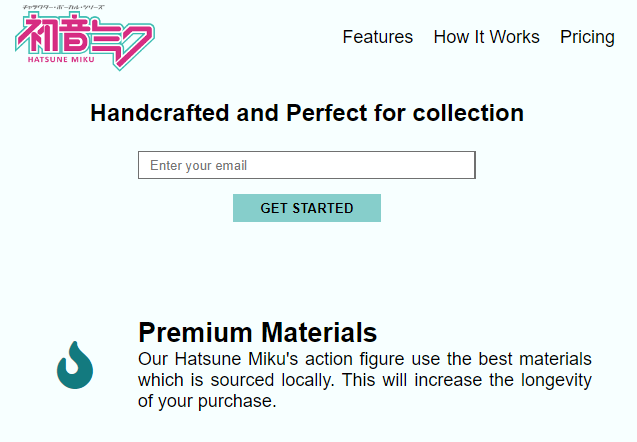 キャラクター・ボーカル・シリーズ
初音ミク
HATSUNE MIKU
Features How It Works Pricing
Handcrafted and Perfect for collection
Enter your email
GET STARTED
Premium Materials
Our Hatsune Miku's action figure use the best materials
which is sourced locally. This will increase the longevity
of your purchase.